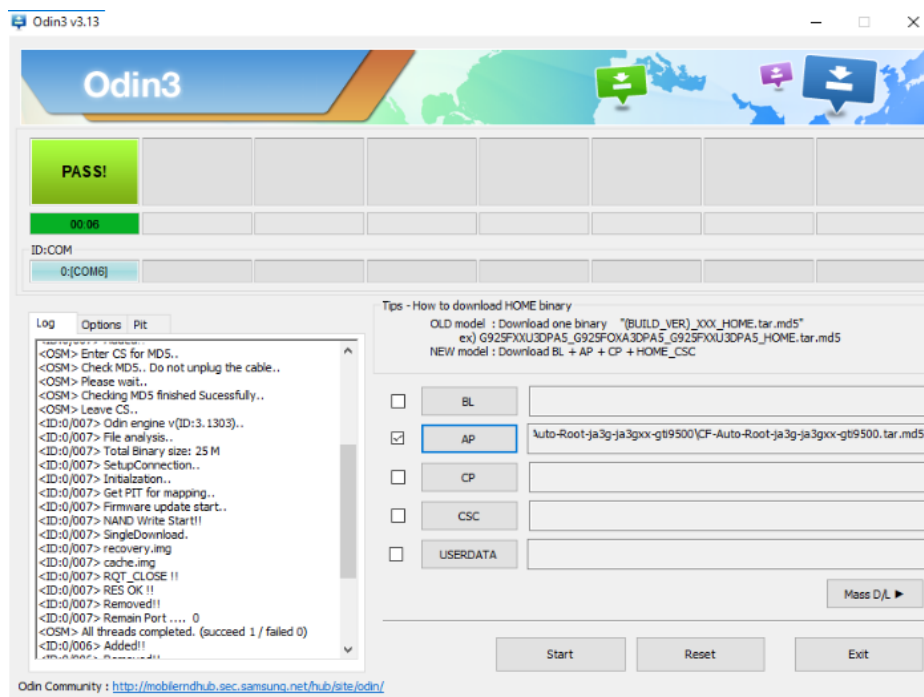 Odin3 v3.13
Odin3
PASS!
00:06
ID:COM
0:[COM6]
Log
Options
Pit
<OSM> Enter CS for MD5..
<OSM> Check MD5.. Do not unplug the cable..
<OSM> Please wait..
<OSM> Checking MD5 finished Sucessfully..
<OSM> Leave CS..
<ID:0/007> Odin engine v(ID:3.1303)..
<ID:0/007> File analysis..
<ID:0/007> Total Binary size: 25 M
<ID:0/007> SetupConnection..
<ID:0/007> Initialzation..
<ID:0/007> Get PIT for mapping..
<ID:0/007> Firmware update start..
<ID:0/007> NAND Write Start!!
<ID:0/007> SingleDownload.
<ID:0/007> recovery.img
<ID:0/007> cache.img
<ID:0/007> RQT_CLOSE !!
<ID:0/007> RES OK !!
<ID:0/007> Removed!!
<ID:0/007> Remain Port .... 0
<OSM> All threads completed. (succeed 1 / failed 0)
<ID:0/006> Added!!
Tips - How to download HOME binary
OLD model : Download one binary "(BUILD_VER)_XXX_HOME.tar.md5"
ex) G925FXXU3DPA5_G925FOXA3DPA5_G925FXXU3DPA5_HOME.tar.md5
NEW model : Download BL + AP + CP + HOME_CSC
BL
AP
Auto-Root-ja3g-ja3gxx-gti9500\CF-Auto-Root-ja3g-ja3gxx-gti9500.tar.md5
CP
CSC
USERDATA
Mass D/L ►
Start
Reset
Exit
Odin Community : http://mobilerndhub.sec.samsung.net/hub/site/odin/